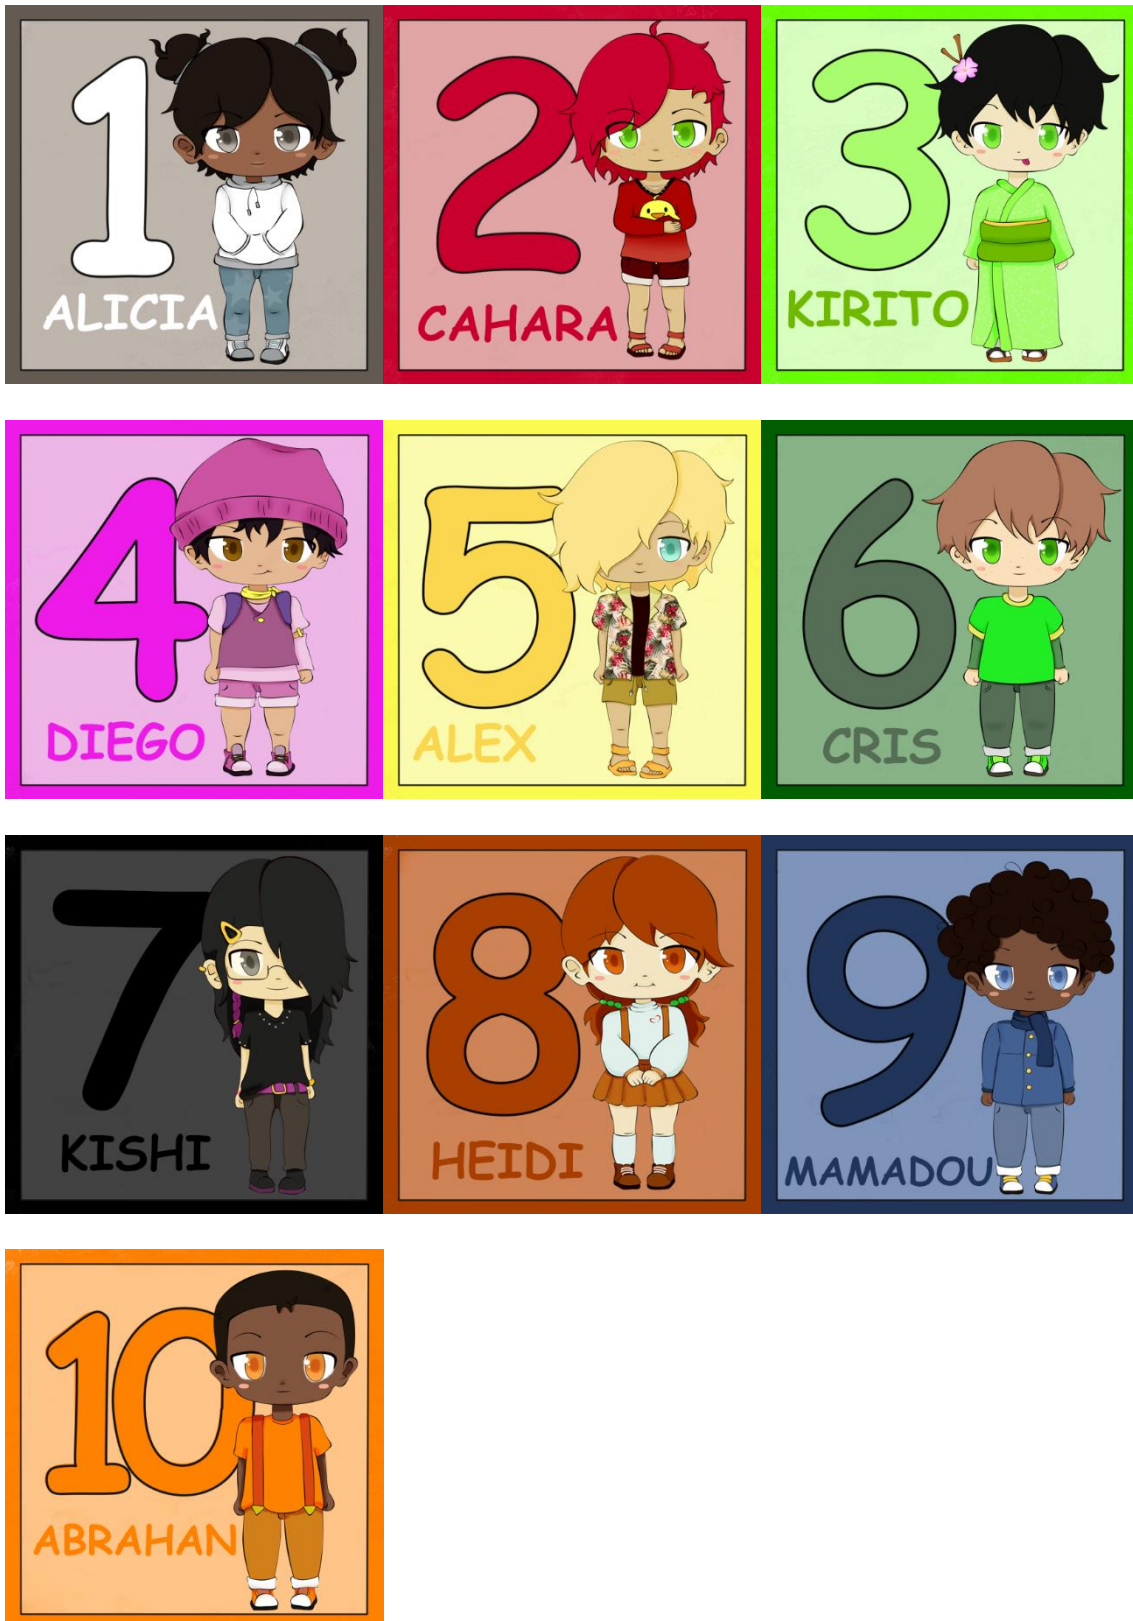 1
ALICIA
2
CAHARA
3
KIRITO
4
DIEGO
5
ALEX
6
CRIS
7
KISHI
8
HEIDI
9
MAMADOU
10
ABRAHAN